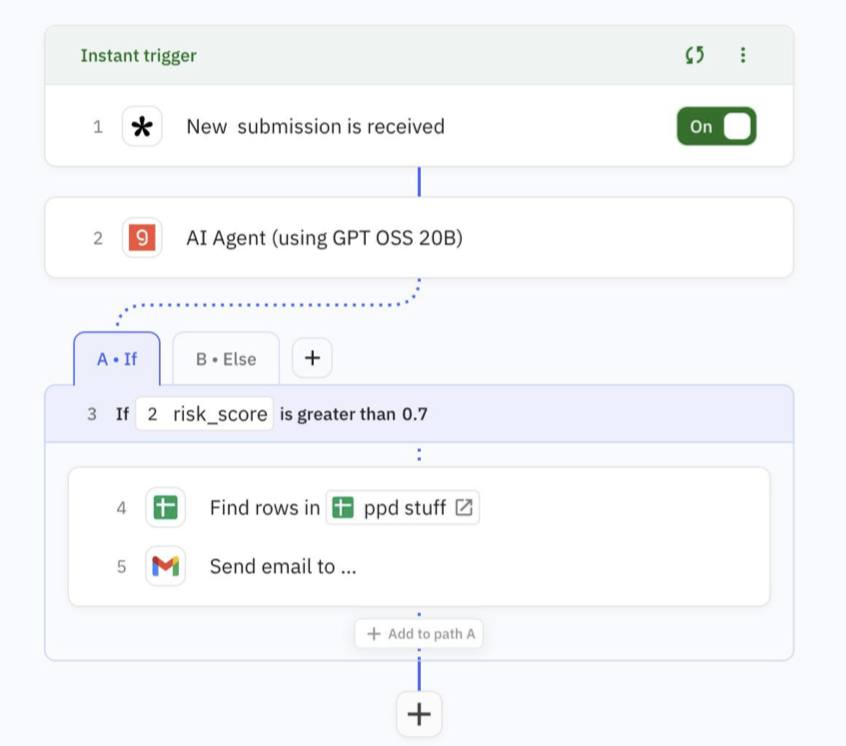 Instant trigger
1 New submission is received On
2 9 AI Agent (using GPT OSS 20B)
A • If B • Else +
3 If 2 risk_score is greater than 0.7
4 Find rows in ppd stuff
5 Send email to ...
+ Add to path A
+